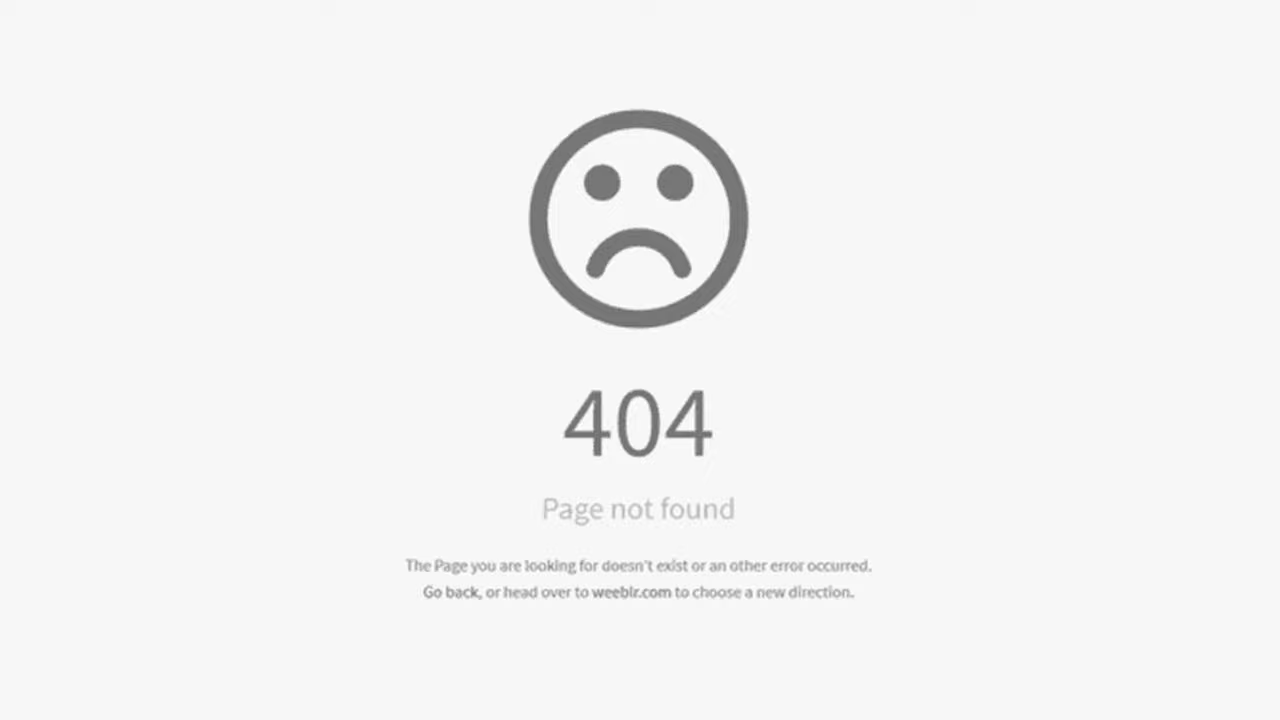 404
Page not found
The Page you are looking for doesn't exist or an other error occurred.
Go back, or head over to weeblr.com to choose a new direction.